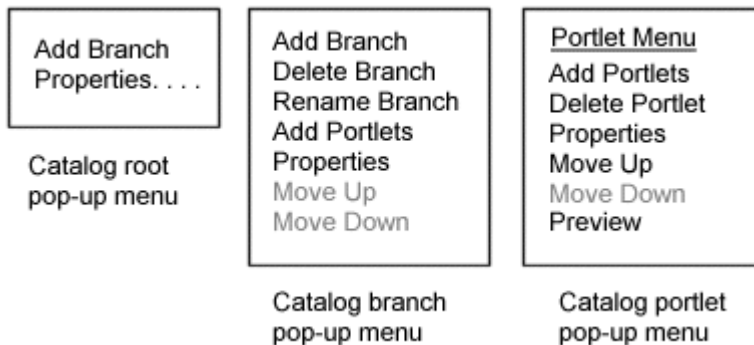 Add Branch
Properties. . . .
Catalog root
pop-up menu
Add Branch
Delete Branch
Rename Branch
Add Portlets
Properties
Move Up
Move Down
Catalog branch
pop-up menu
Portlet Menu
Add Portlets
Delete Portlet
Properties
Move Up
Move Down
Preview
Catalog portlet
pop-up menu